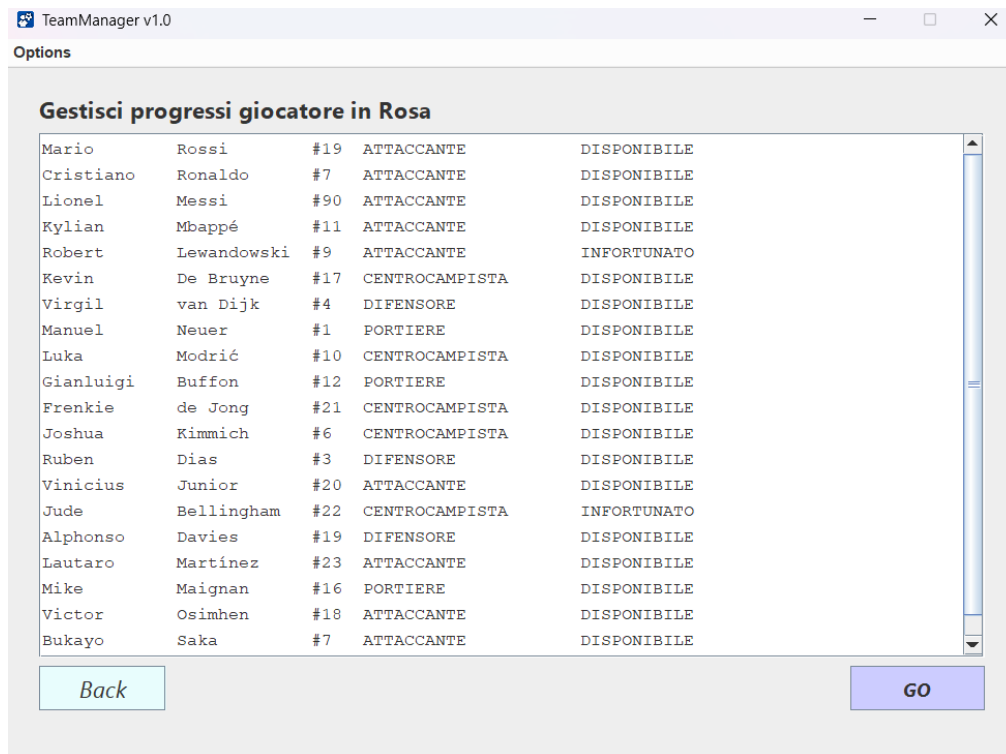 TeamManager v1.0
Options
Gestisci progressi giocatore in Rosa
Mario Rossi #19 ATTACCANTE DISPONIBILE
Cristiano Ronaldo #7 ATTACCANTE DISPONIBILE
Lionel Messi #90 ATTACCANTE DISPONIBILE
Kylian Mbappé #11 ATTACCANTE DISPONIBILE
Robert Lewandowski #9 ATTACCANTE INFORTUNATO
Kevin De Bruyne #17 CENTROCAMPISTA DISPONIBILE
Virgil van Dijk #4 DIFENSORE DISPONIBILE
Manuel Neuer #1 PORTIERE DISPONIBILE
Luka Modrić #10 CENTROCAMPISTA DISPONIBILE
Gianluigi Buffon #12 PORTIERE DISPONIBILE
Frenkie de Jong #21 CENTROCAMPISTA DISPONIBILE
Joshua Kimmich #6 CENTROCAMPISTA DISPONIBILE
Ruben Dias #3 DIFENSORE DISPONIBILE
Vinicius Junior #20 ATTACCANTE DISPONIBILE
Jude Bellingham #22 CENTROCAMPISTA INFORTUNATO
Alphonso Davies #19 DIFENSORE DISPONIBILE
Lautaro Martínez #23 ATTACCANTE DISPONIBILE
Mike Maignan #16 PORTIERE DISPONIBILE
Victor Osimhen #18 ATTACCANTE DISPONIBILE
Bukayo Saka #7 ATTACCANTE DISPONIBILE
Back GO